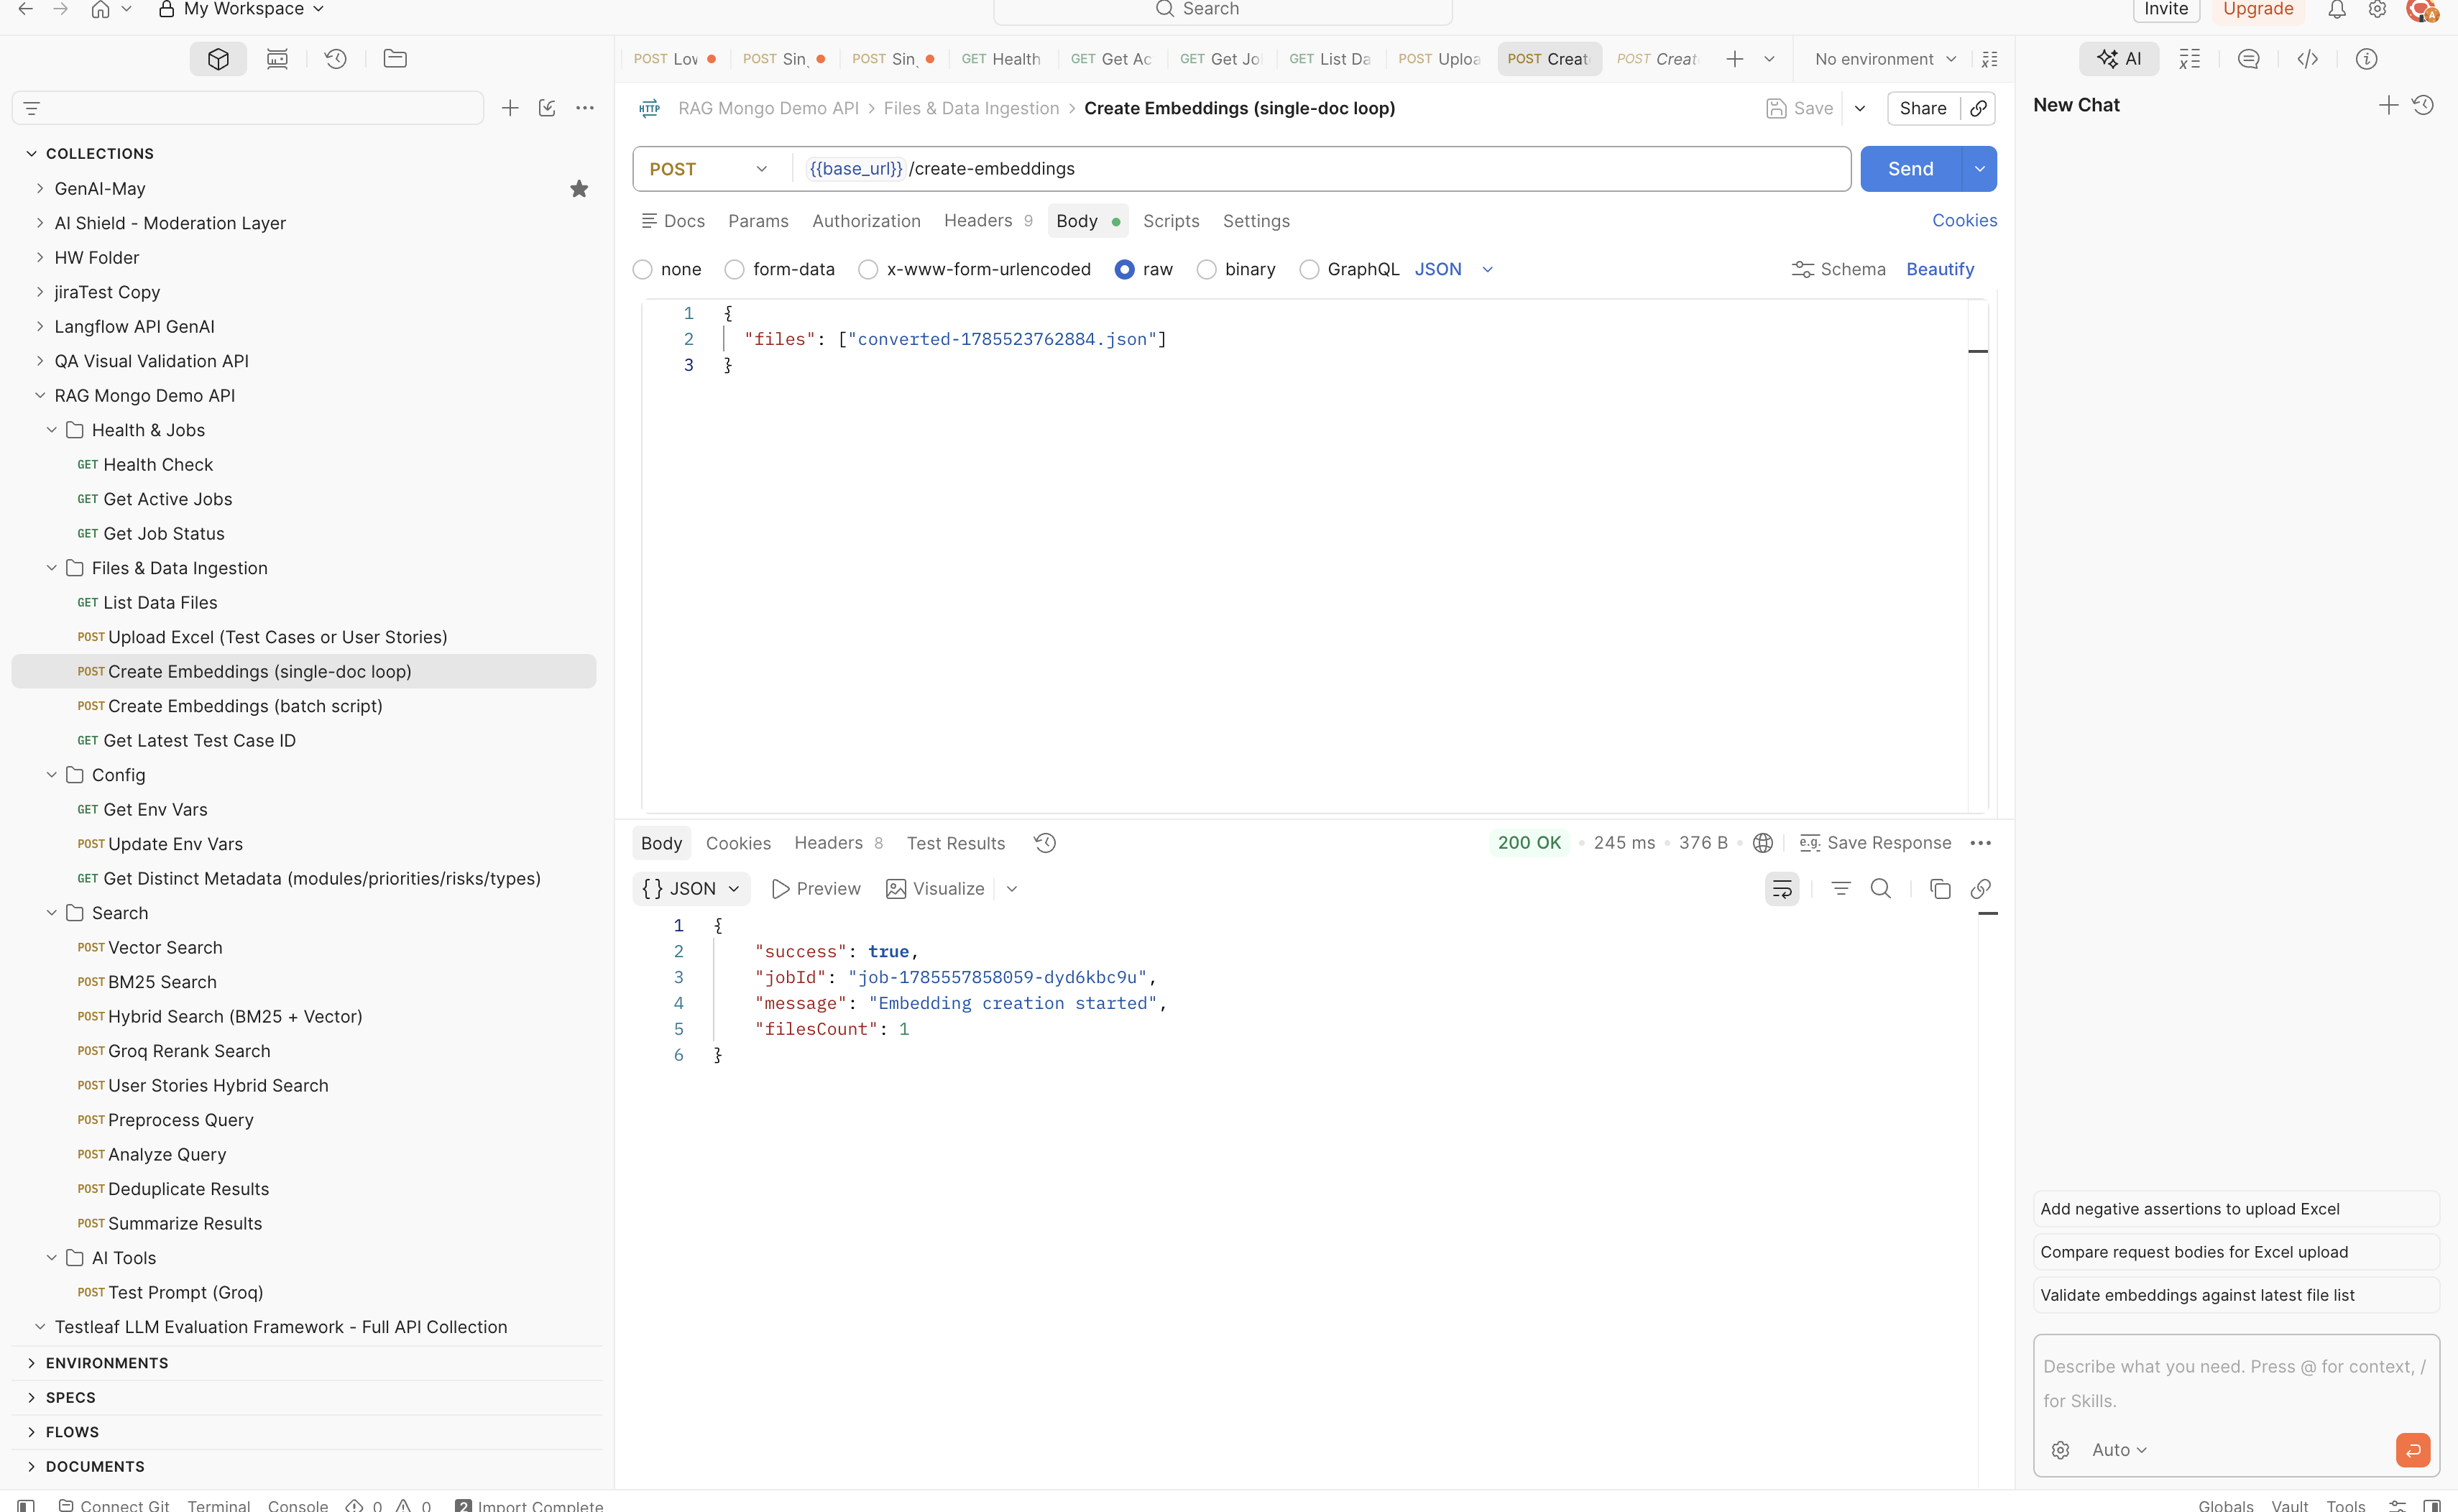 My Workspace
Search
Invite
Upgrade
POST Lov
POST Sin
POST Sin
GET Health
GET Get Ac
GET Get Jo
GET List Da
POST Uploa
POST Creat
POST Creat
No environment
AI
RAG Mongo Demo API > Files & Data Ingestion > Create Embeddings (single-doc loop)
Save
Share
New Chat
COLLECTIONS
GenAI-May
AI Shield - Moderation Layer
HW Folder
jiraTest Copy
Langflow API GenAI
QA Visual Validation API
RAG Mongo Demo API
Health & Jobs
GET Health Check
GET Get Active Jobs
GET Get Job Status
Files & Data Ingestion
GET List Data Files
POST Upload Excel (Test Cases or User Stories)
POST Create Embeddings (single-doc loop)
POST Create Embeddings (batch script)
GET Get Latest Test Case ID
Config
GET Get Env Vars
POST Update Env Vars
GET Get Distinct Metadata (modules/priorities/risks/types)
Search
POST Vector Search
POST BM25 Search
POST Hybrid Search (BM25 + Vector)
POST Groq Rerank Search
POST User Stories Hybrid Search
POST Preprocess Query
POST Analyze Query
POST Deduplicate Results
POST Summarize Results
AI Tools
POST Test Prompt (Groq)
Testleaf LLM Evaluation Framework - Full API Collection
ENVIRONMENTS
SPECS
FLOWS
DOCUMENTS
POST
{{base_url}} /create-embeddings
Send
Docs Params Authorization Headers 9 Body Scripts Settings
Cookies
none form-data x-www-form-urlencoded raw binary GraphQL JSON
Schema Beautify
1 {
2 "files": ["converted-1785523762884.json"]
3 }
Body Cookies Headers 8 Test Results
200 OK • 245 ms • 376 B
e.g. Save Response
{} JSON Preview Visualize
1 {
2 "success": true,
3 "jobId": "job-1785557858059-dyd6kbc9u",
4 "message": "Embedding creation started",
5 "filesCount": 1
6 }
Add negative assertions to upload Excel
Compare request bodies for Excel upload
Validate embeddings against latest file list
Describe what you need. Press @ for context, /
for Skills.
Auto
Connect Git Terminal Console 0 0 2 Import Complete
Globals Vault Tools